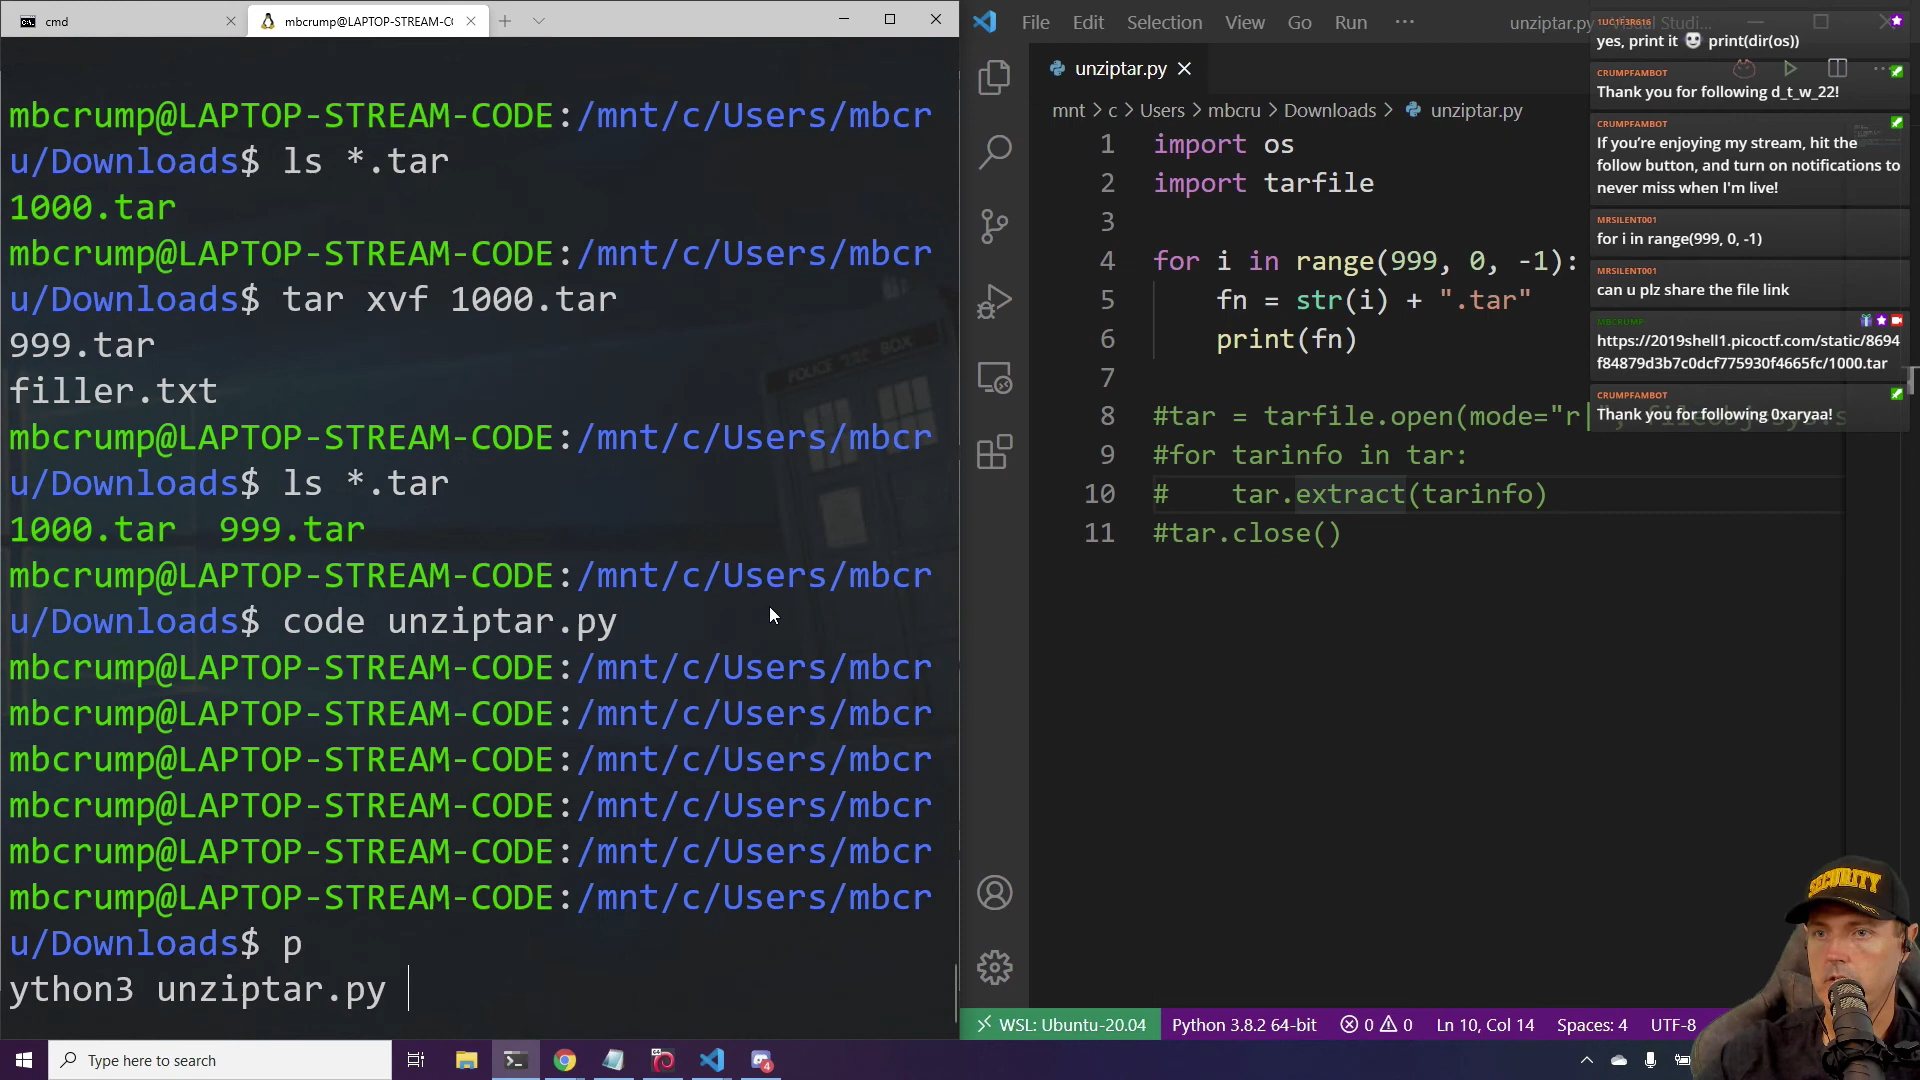 cmd
mbcrump@LAPTOP-STREAM-CO
mbcrump@LAPTOP-STREAM-CODE:/mnt/c/Users/mbcr
u/Downloads$ ls *.tar
1000.tar
mbcrump@LAPTOP-STREAM-CODE:/mnt/c/Users/mbcr
u/Downloads$ tar xvf 1000.tar
999.tar
filler.txt
mbcrump@LAPTOP-STREAM-CODE:/mnt/c/Users/mbcr
u/Downloads$ ls *.tar
1000.tar  999.tar
mbcrump@LAPTOP-STREAM-CODE:/mnt/c/Users/mbcr
u/Downloads$ code unziptar.py
mbcrump@LAPTOP-STREAM-CODE:/mnt/c/Users/mbcr
mbcrump@LAPTOP-STREAM-CODE:/mnt/c/Users/mbcr
mbcrump@LAPTOP-STREAM-CODE:/mnt/c/Users/mbcr
mbcrump@LAPTOP-STREAM-CODE:/mnt/c/Users/mbcr
mbcrump@LAPTOP-STREAM-CODE:/mnt/c/Users/mbcr
mbcrump@LAPTOP-STREAM-CODE:/mnt/c/Users/mbcr
u/Downloads$ p
ython3 unziptar.py
POLICE BOX
File Edit Selection View Go Run ··· unziptar.py
unziptar.py
mnt > c > Users > mbcru > Downloads > unziptar.py
1 import os
2 import tarfile
3
4 for i in range(999, 0, -1):
5     fn = str(i) + ".tar"
6     print(fn)
7
8 #tar = tarfile.open(mode="r|",
9 #for tarinfo in tar:
10 #    tar.extract(tarinfo)
11 #tar.close()
1UC1F3R616
yes, print it print(dir(os))
CRUMPFAMBOT
Thank you for following d_t_w_22!
CRUMPFAMBOT
If you’re enjoying my stream, hit the
follow button, and turn on notifications to
never miss when I'm live!
MRSILENT001
for i in range(999, 0, -1)
MRSILENT001
can u plz share the file link
MBCRUMP
https://2019shell1.picoctf.com/static/8694
f84879d3b7c0dcf775930f4665fc/1000.tar
CRUMPFAMBOT
Thank you for following 0xaryaa!
SECURITY
WSL: Ubuntu-20.04 Python 3.8.2 64-bit 0 0 Ln 10, Col 14 Spaces: 4 UTF-8
Type here to search
4